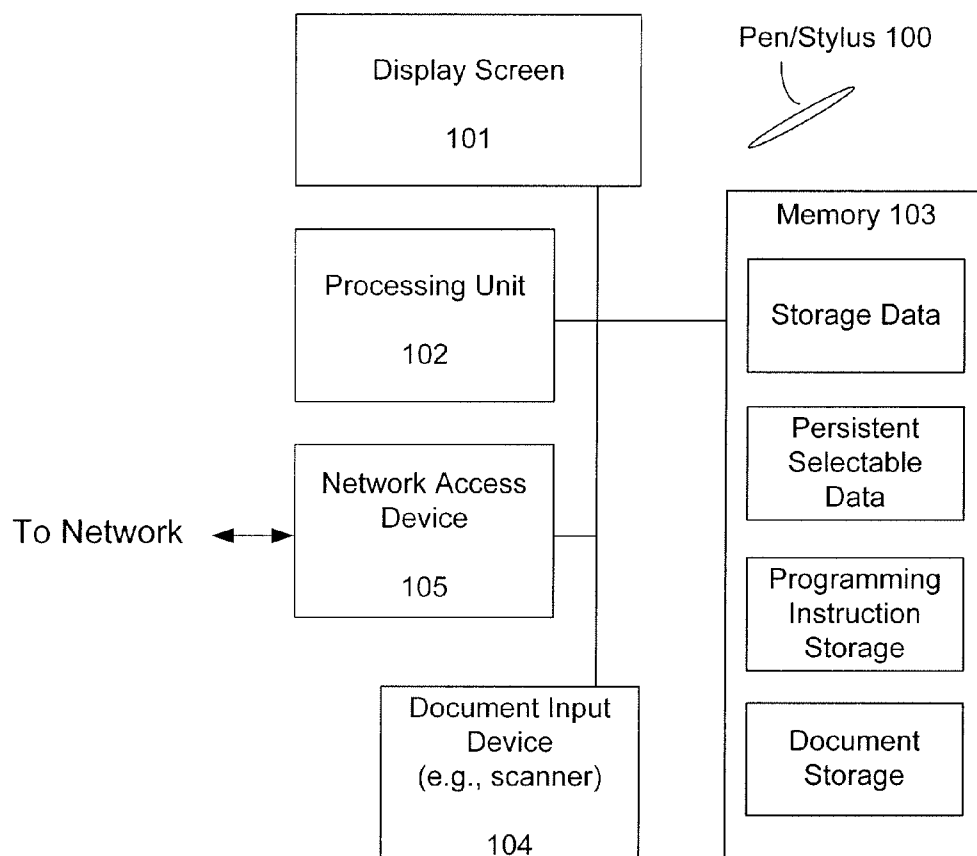 Display Screen
101
Pen/Stylus 100
Processing Unit
102
Memory 103
Storage Data
Persistent
Selectable
Data
Programming
Instruction
Storage
Document
Storage
To Network
Network Access
Device
105
Document Input
Device
(e.g., scanner)
104